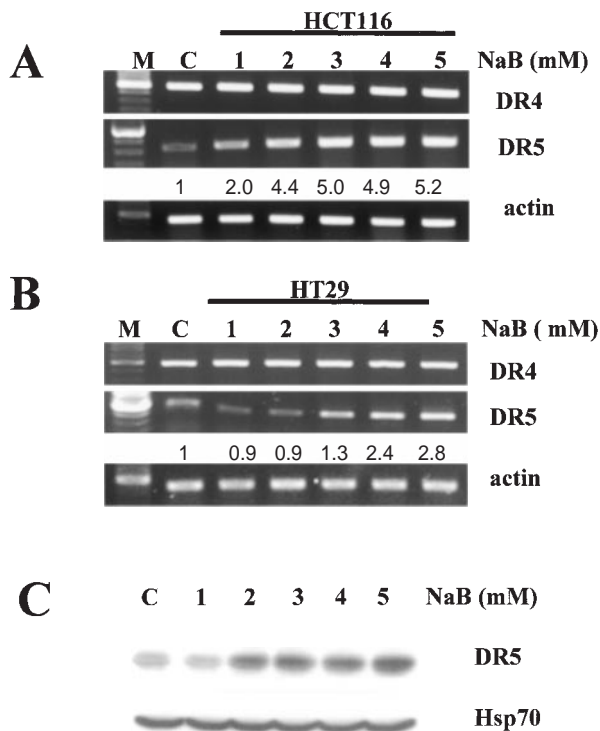 HCT116
A
M C 1 2 3 4 5 NaB (mM)
DR4
DR5
1 2.0 4.4 5.0 4.9 5.2
actin
B
HT29
M C 1 2 3 4 5 NaB ( mM)
DR4
DR5
1 0.9 0.9 1.3 2.4 2.8
actin
C
C 1 2 3 4 5 NaB (mM)
DR5
Hsp70